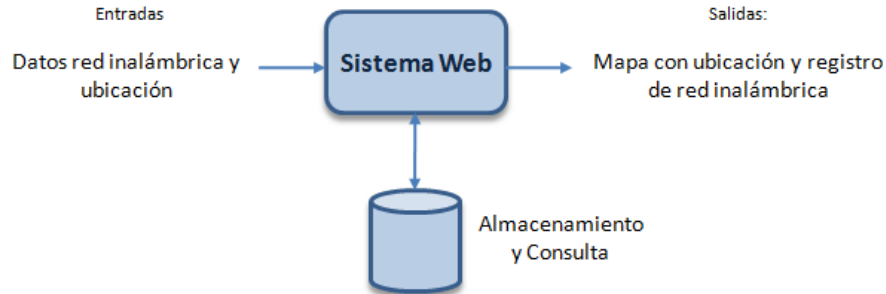 Entradas
Salidas:
Datos red inalámbrica y
ubicación
Sistema Web
Mapa con ubicación y registro
de red inalámbrica
Almacenamiento
y Consulta